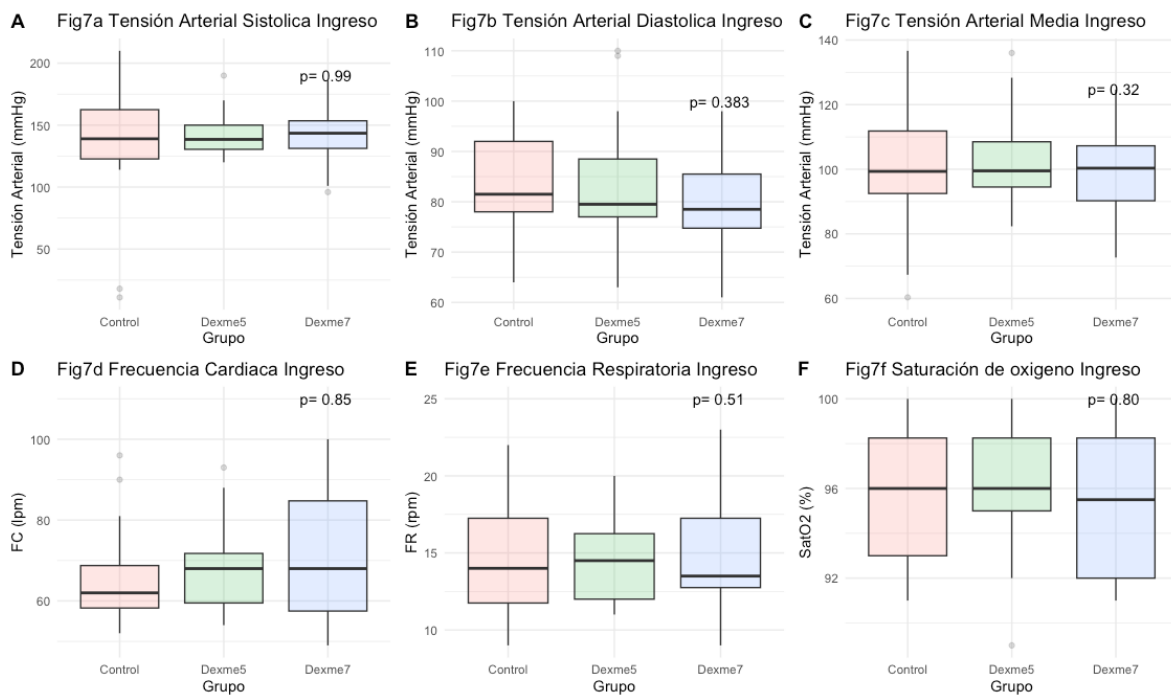 A Fig7a Tensión Arterial Sistolica Ingreso
Tensión Arterial (mmHg)
200
150
100
50
p= 0.99
Control Dexme5 Dexme7
Grupo
B Fig7b Tensión Arterial Diastolica Ingreso
Tensión Arterial (mmHg)
110
100
90
80
70
60
p= 0.383
Control Dexme5 Dexme7
Grupo
C Fig7c Tensión Arterial Media Ingreso
Tensión Arterial (mmHg)
140
120
100
80
60
p= 0.32
Control Dexme5 Dexme7
Grupo
D Fig7d Frecuencia Cardiaca Ingreso
FC (lpm)
100
80
60
p= 0.85
Control Dexme5 Dexme7
Grupo
E Fig7e Frecuencia Respiratoria Ingreso
FR (rpm)
25
20
15
10
p= 0.51
Control Dexme5 Dexme7
Grupo
F Fig7f Saturación de oxigeno Ingreso
SatO2 (%)
100
96
92
p= 0.80
Control Dexme5 Dexme7
Grupo